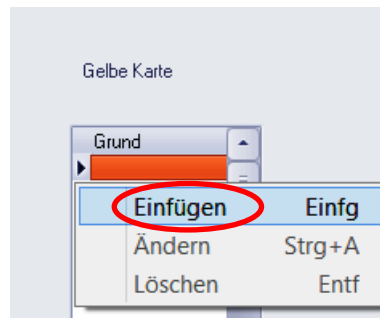 Gelbe Karte
Grund
Einfügen Einfg
Ändern Strg+A
Löschen Entf